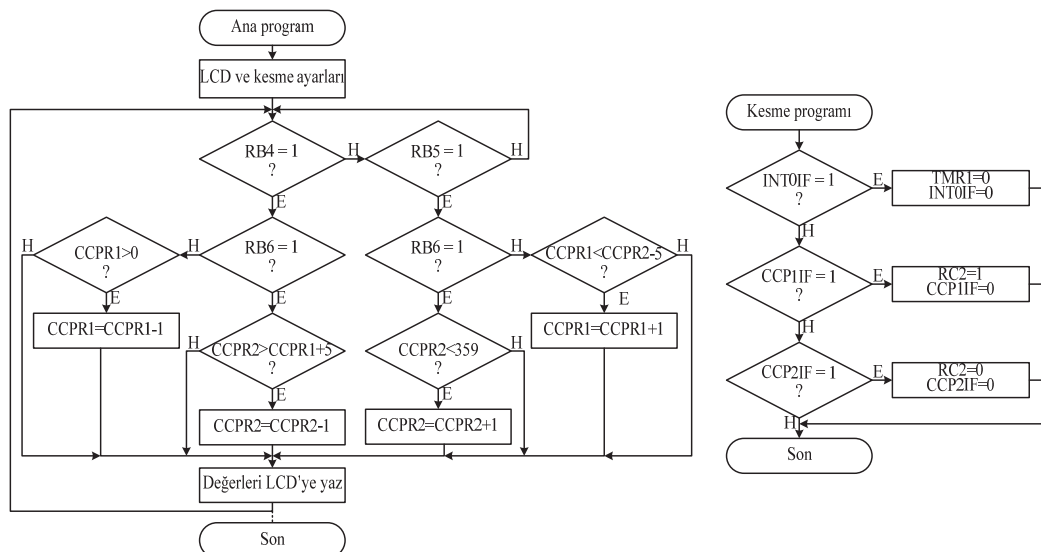 Ana program
LCD ve kesme ayarları
RB4 = 1
?
H
E
RB5 = 1
?
H
E
CCPR1>0
?
H
E
RB6 = 1
?
H
E
RB6 = 1
?
H
E
CCPR1<CCPR2-5
?
H
E
CCPR1=CCPR1-1
CCPR2>CCPR1+5
?
H
E
CCPR2<359
?
H
E
CCPR1=CCPR1+1
CCPR2=CCPR2-1
CCPR2=CCPR2+1
Değerleri LCD'ye yaz
Son
Kesme programı
INT0IF = 1
?
E
H
TMR1=0
INT0IF=0
CCP1IF = 1
?
E
H
RC2=1
CCP1IF=0
CCP2IF = 1
?
E
H
RC2=0
CCP2IF=0
Son